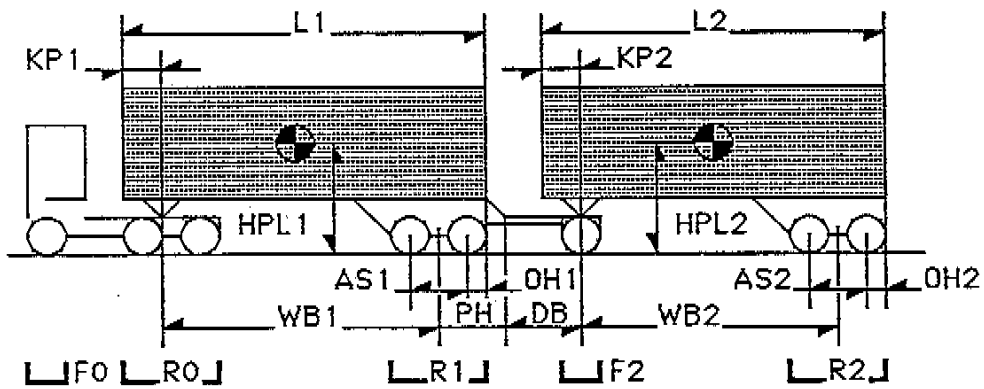 L1 L2
KP1 KP2
HPL1 HPL2
AS1 OH1 AS2 OH2
WB1 PH DB WB2
F0 R0 R1 F2 R2